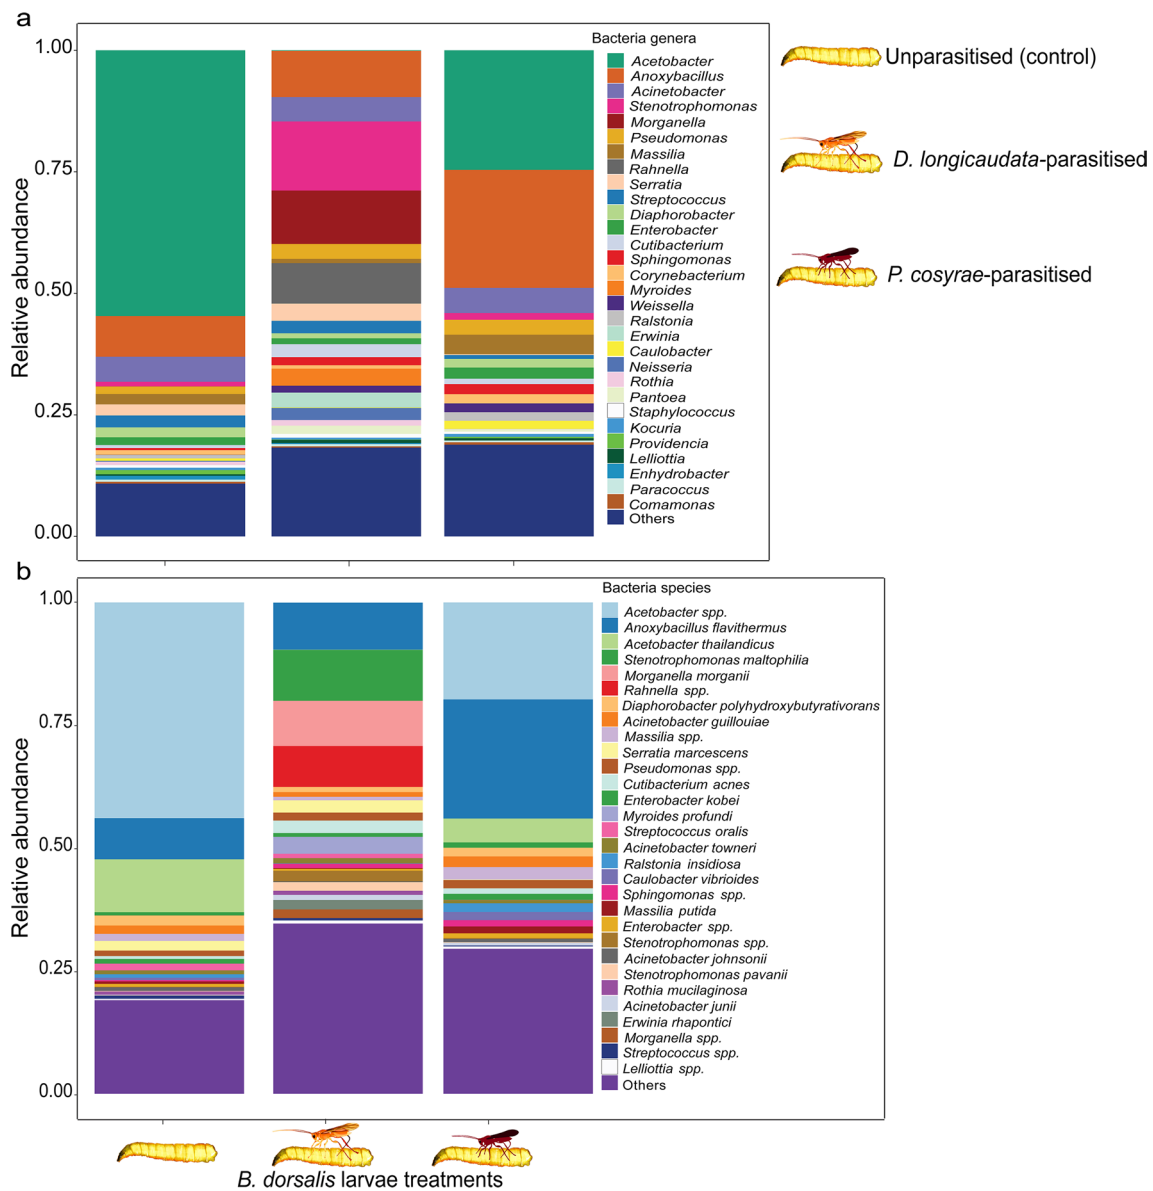 a
Bacteria genera
1.00
0.75
0.50
0.25
0.00
Relative abundance
Acetobacter
Anoxybacillus
Acinetobacter
Stenotrophomonas
Morganella
Pseudomonas
Massilia
Rahnella
Serratia
Streptococcus
Diaphorobacter
Enterobacter
Cutibacterium
Sphingomonas
Corynebacterium
Myroides
Weissella
Ralstonia
Erwinia
Caulobacter
Neisseria
Rothia
Pantoea
Staphylococcus
Kocuria
Providencia
Lelliottia
Enhydrobacter
Paracoccus
Comamonas
Others
Unparasitised (control)
D. longicaudata-parasitised
P. cosyrae-parasitised
b
Bacteria species
1.00
0.75
0.50
0.25
0.00
Relative abundance
Acetobacter spp.
Anoxybacillus flavithermus
Acetobacter thailandicus
Stenotrophomonas maltophilia
Morganella morganii
Rahnella spp.
Diaphorobacter polyhydroxybutyrativorans
Acinetobacter guillouiae
Massilia spp.
Serratia marcescens
Pseudomonas spp.
Cutibacterium acnes
Enterobacter kobei
Myroides profundi
Streptococcus oralis
Acinetobacter towneri
Ralstonia insidiosa
Caulobacter vibrioides
Sphingomonas spp.
Massilia putida
Enterobacter spp.
Stenotrophomonas spp.
Acinetobacter johnsonii
Stenotrophomonas pavanii
Rothia mucilaginosa
Acinetobacter junii
Erwinia rhapontici
Morganella spp.
Streptococcus spp.
Lelliottia spp.
Others
B. dorsalis larvae treatments